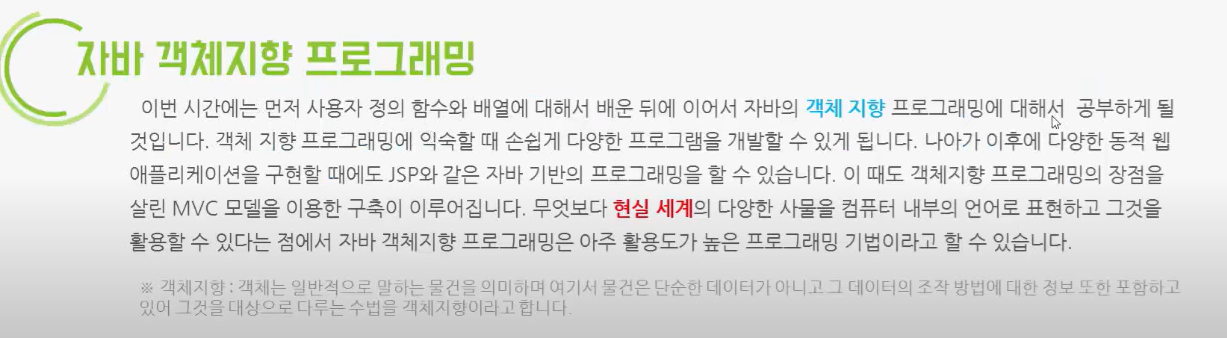 자바 객체지향 프로그래밍
이번 시간에는 먼저 사용자 정의 함수와 배열에 대해서 배운 뒤에 이어서 자바의 객체 지향 프로그래밍에 대해서 공부하게 될
것입니다. 객체 지향 프로그래밍에 익숙할 때 손쉽게 다양한 프로그램을 개발할 수 있게 됩니다. 나아가 이후에 다양한 동적 웹
애플리케이션을 구현할 때에도 JSP와 같은 자바 기반의 프로그래밍을 할 수 있습니다. 이 때도 객체지향 프로그래밍의 장점을
살린 MVC 모델을 이용한 구축이 이루어집니다. 무엇보다 현실 세계의 다양한 사물을 컴퓨터 내부의 언어로 표현하고 그것을
활용할 수 있다는 점에서 자바 객체지향 프로그래밍은 아주 활용도가 높은 프로그래밍 기법이라고 할 수 있습니다.
※ 객체지향 : 객체는 일반적으로 말하는 물건을 의미하며 여기서 물건은 단순한 데이터가 아니고 그 데이터의 조작 방법에 대한 정보 또한 포함하고
있어 그것을 대상으로 다루는 수법을 객체지향이라고 합니다.